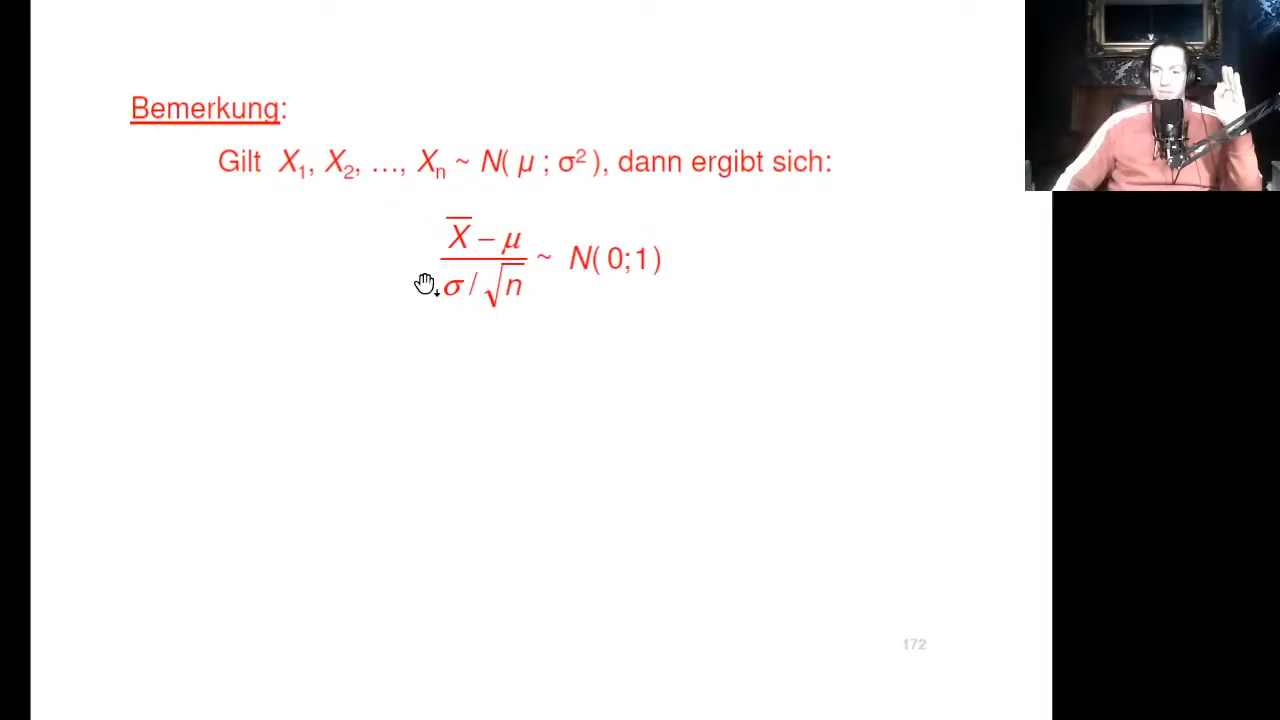 Bemerkung:
Gilt X₁, X₂, ..., Xₙ ~ N( μ ; σ² ), dann ergibt sich:
(X̅ – μ) / (σ / √n) ~ N( 0;1 )
172